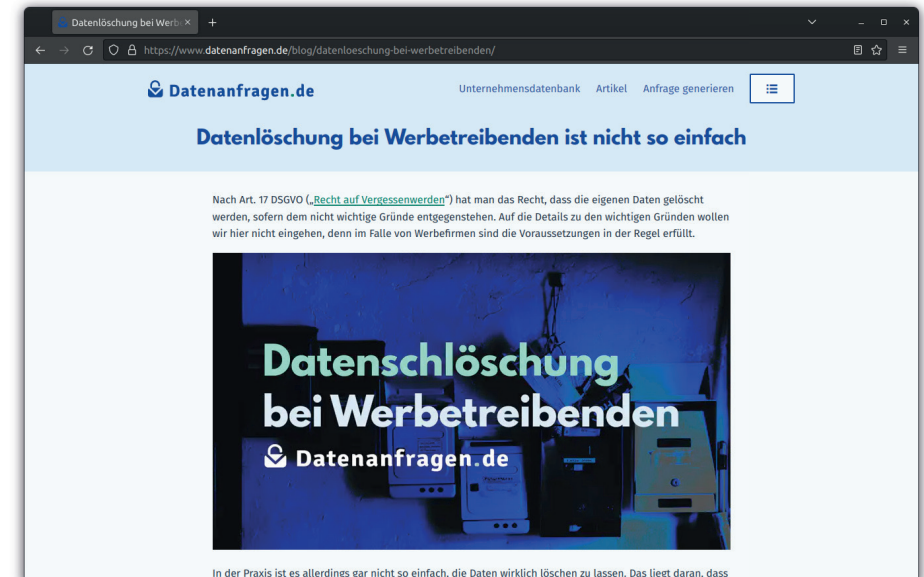 Datenlöschung bei Werb
https://www.datenanfragen.de/blog/datenloeschung-bei-werbetreibenden/
Datenanfragen.de
Unternehmensdatenbank Artikel Anfrage generieren
Datenlöschung bei Werbetreibenden ist nicht so einfach
Nach Art. 17 DSGVO („Recht auf Vergessenwerden“) hat man das Recht, dass die eigenen Daten gelöscht
werden, sofern dem nicht wichtige Gründe entgegenstehen. Auf die Details zu den wichtigen Gründen wollen
wir hier nicht eingehen, denn im Falle von Werbefirmen sind die Voraussetzungen in der Regel erfüllt.
Datenschlöschung
bei Werbetreibenden
Datenanfragen.de
In der Praxis ist es allerdings gar nicht so einfach, die Daten wirklich löschen zu lassen. Das liegt daran, dass